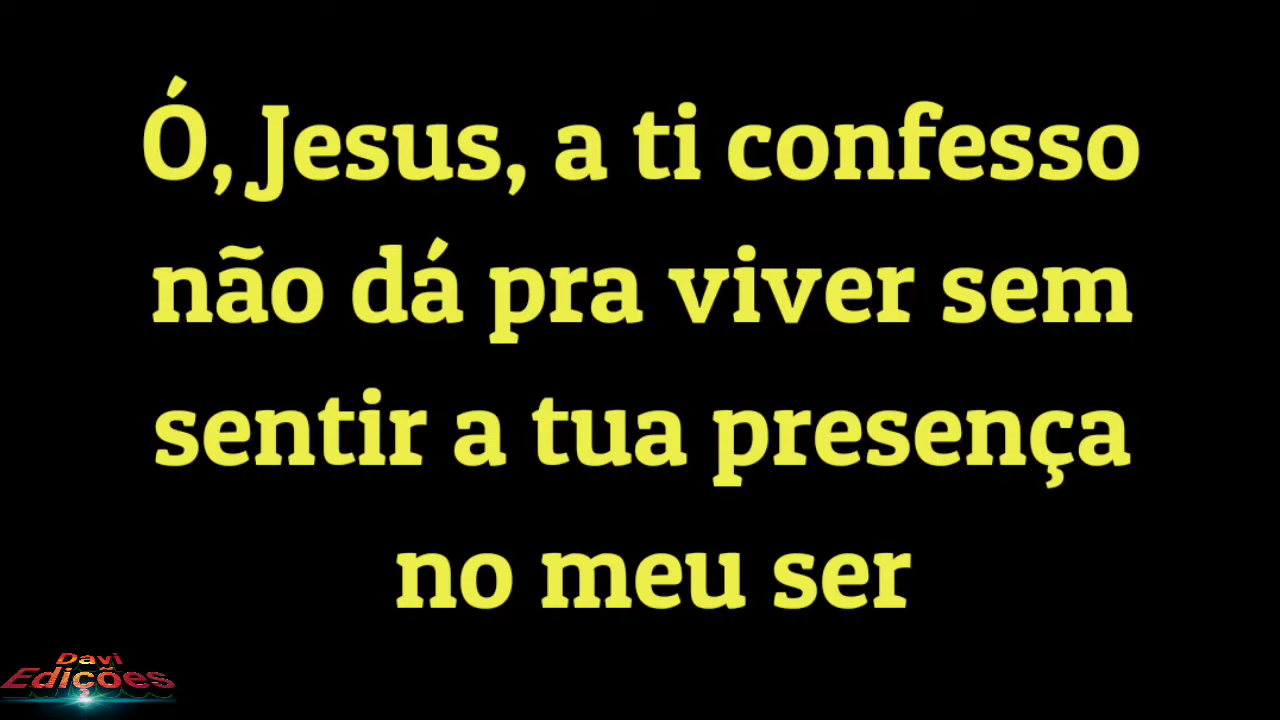 Ó, Jesus, a ti confesso
não dá pra viver sem
sentir a tua presença
no meu ser
Davi
Edições